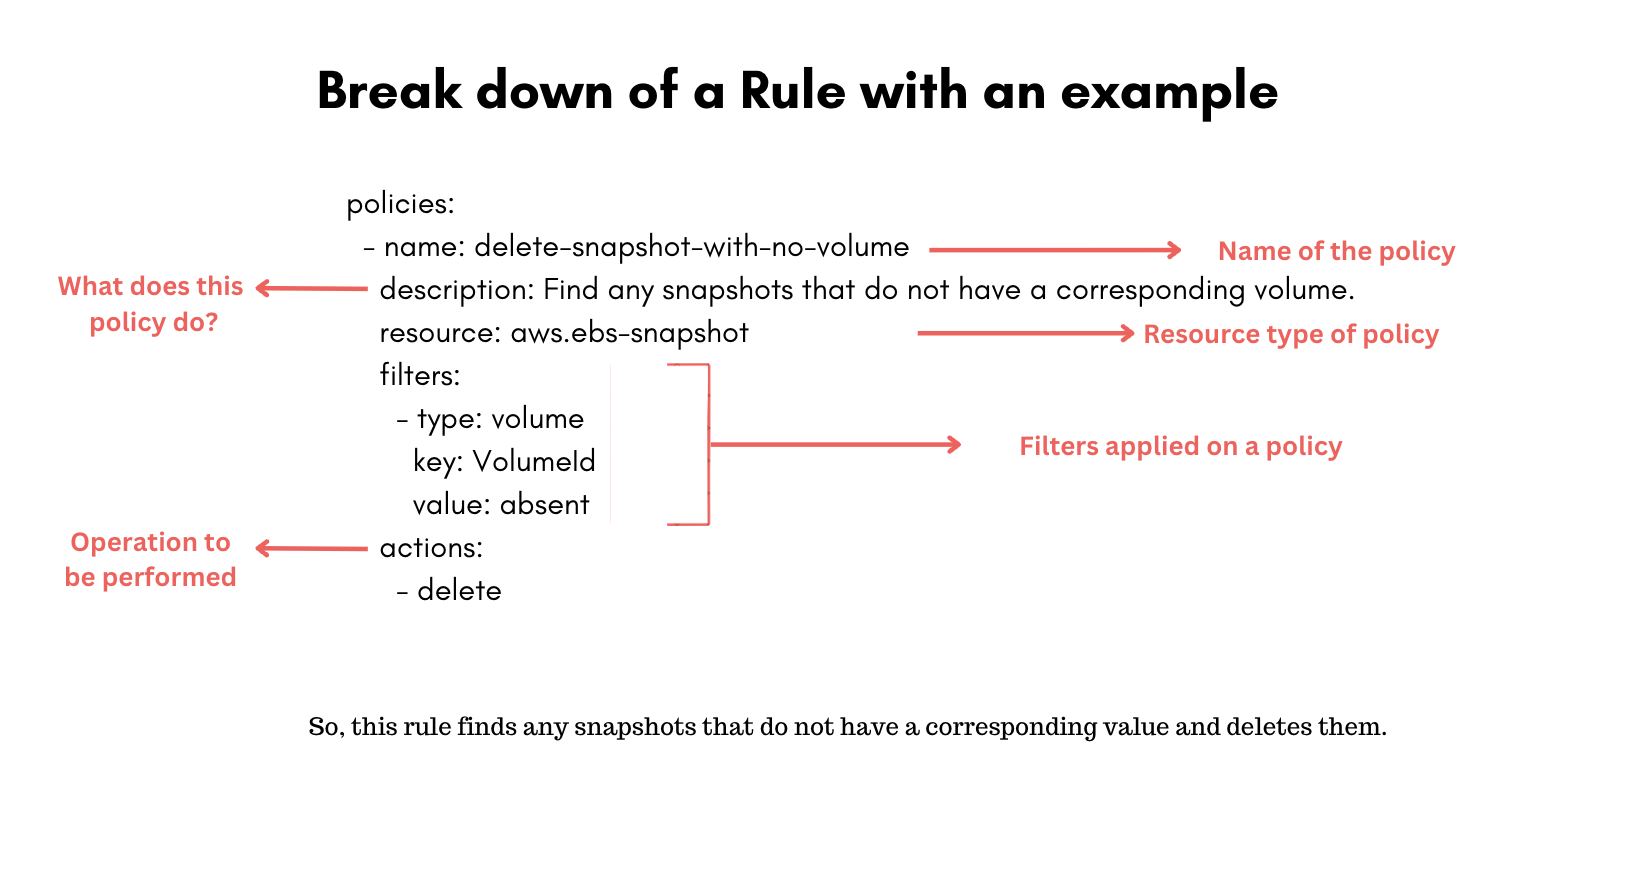 Break down of a Rule with an example
policies:
- name: delete-snapshot-with-no-volume
Name of the policy
What does this
policy do?
description: Find any snapshots that do not have a corresponding volume.
resource: aws.ebs-snapshot
Resource type of policy
filters:
- type: volume
key: VolumeId
value: absent
Filters applied on a policy
Operation to
be performed
actions:
- delete
So, this rule finds any snapshots that do not have a corresponding value and deletes them.